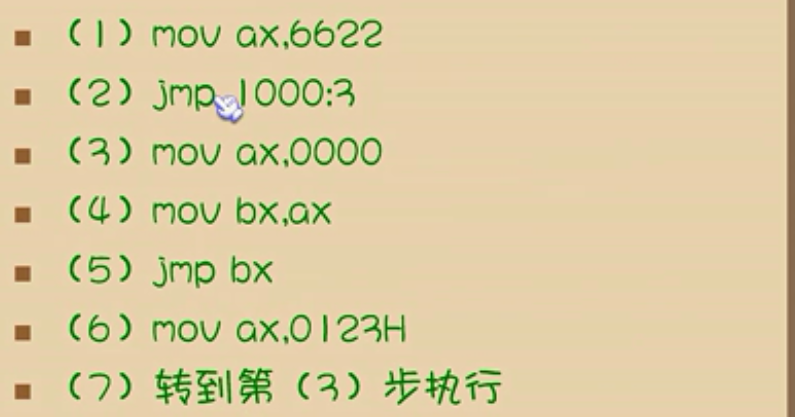 （1）mov ax,6622
（2）jmp 1000:3
（3）mov ax,0000
（4）mov bx,ax
（5）jmp bx
（6）mov ax,0123H
（7）转到第（3）步执行